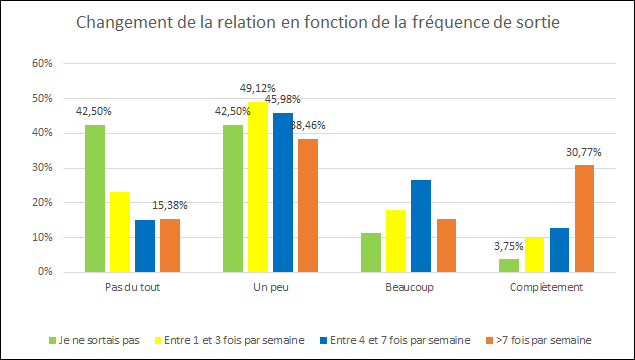 Changement de la relation en fonction de la fréquence de sortie
60%
50%
40%
30%
20%
10%
0%
42,50%
15,38%
42,50%
49,12%
45,98%
38,46%
3,75%
30,77%
Pas du tout
Un peu
Beaucoup
Complètement
Je ne sortais pas
Entre 1 et 3 fois par semaine
Entre 4 et 7 fois par semaine
>7 fois par semaine